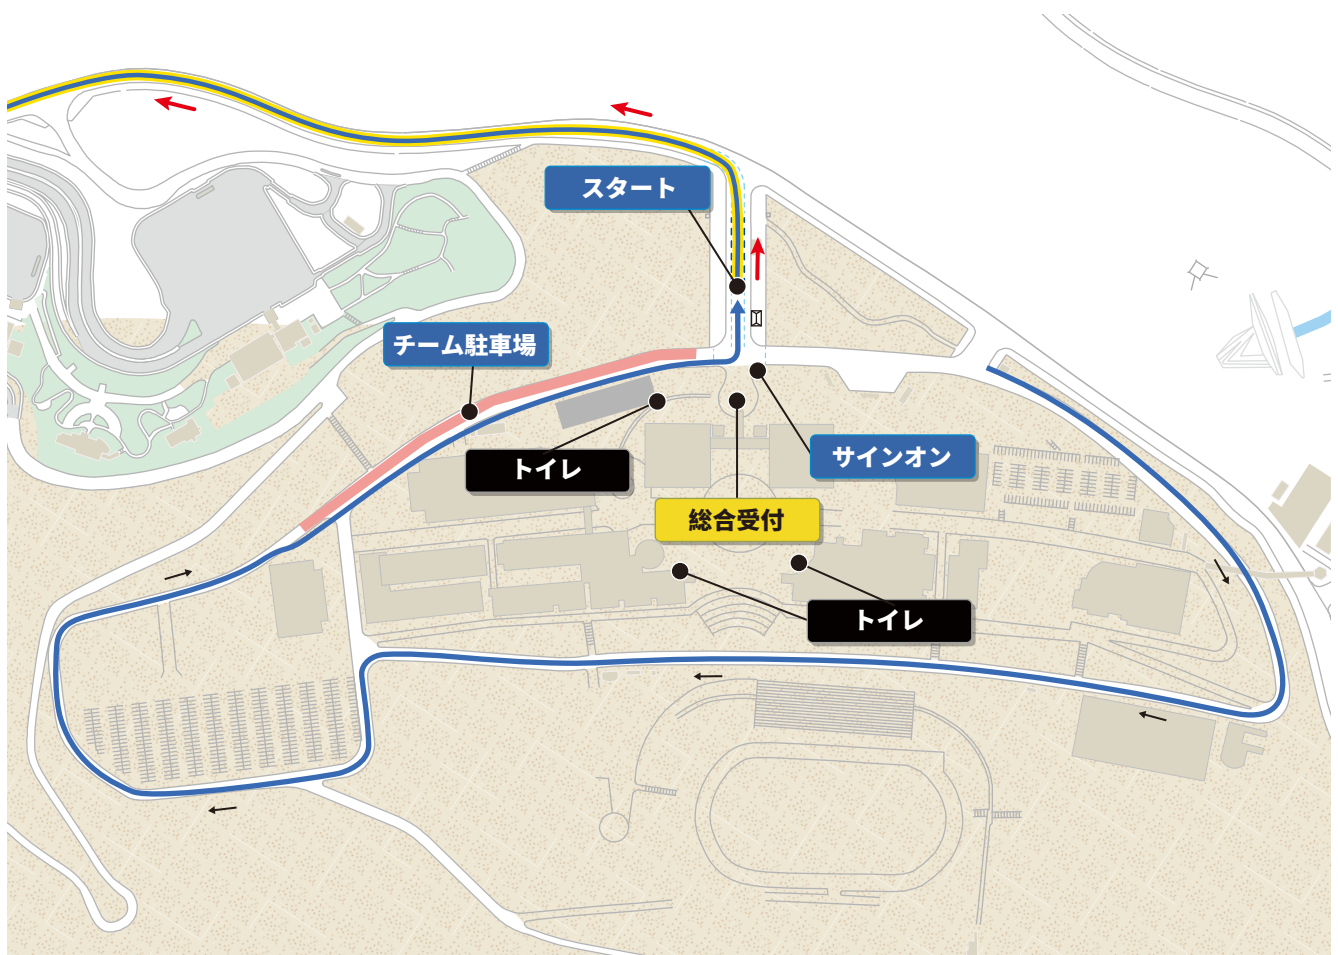 スタート
チーム駐車場
トイレ
サインオン
総合受付
トイレ